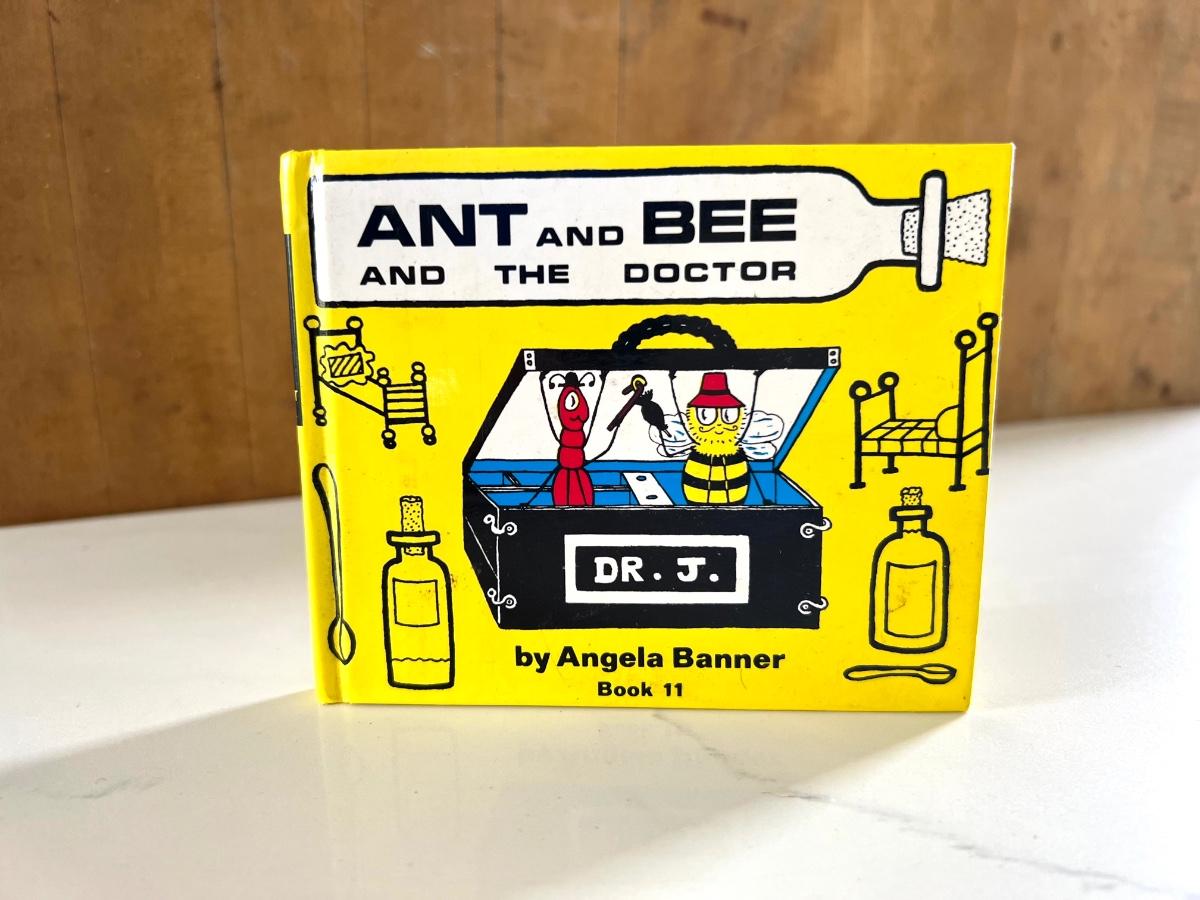 ANT AND BEE
AND THE DOCTOR
DR. J.
by Angela Banner
Book 11